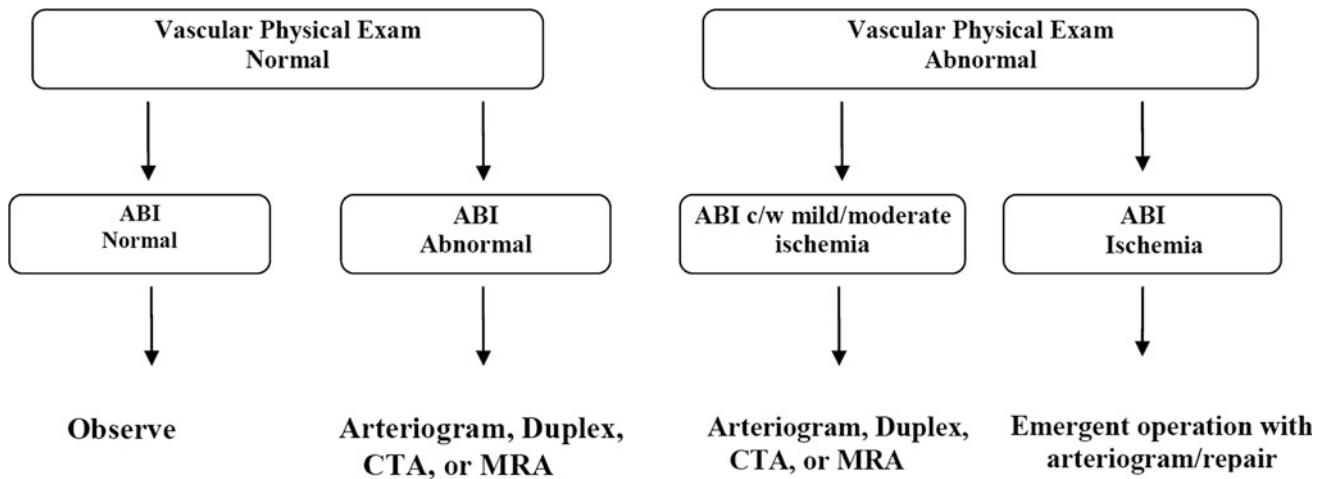 Vascular Physical Exam
Normal
Vascular Physical Exam
Abnormal
ABI
Normal
ABI
Abnormal
ABI c/w mild/moderate
ischemia
ABI
Ischemia
Observe
Arteriogram, Duplex,
CTA, or MRA
Arteriogram, Duplex,
CTA, or MRA
Emergent operation with
arteriogram/repair